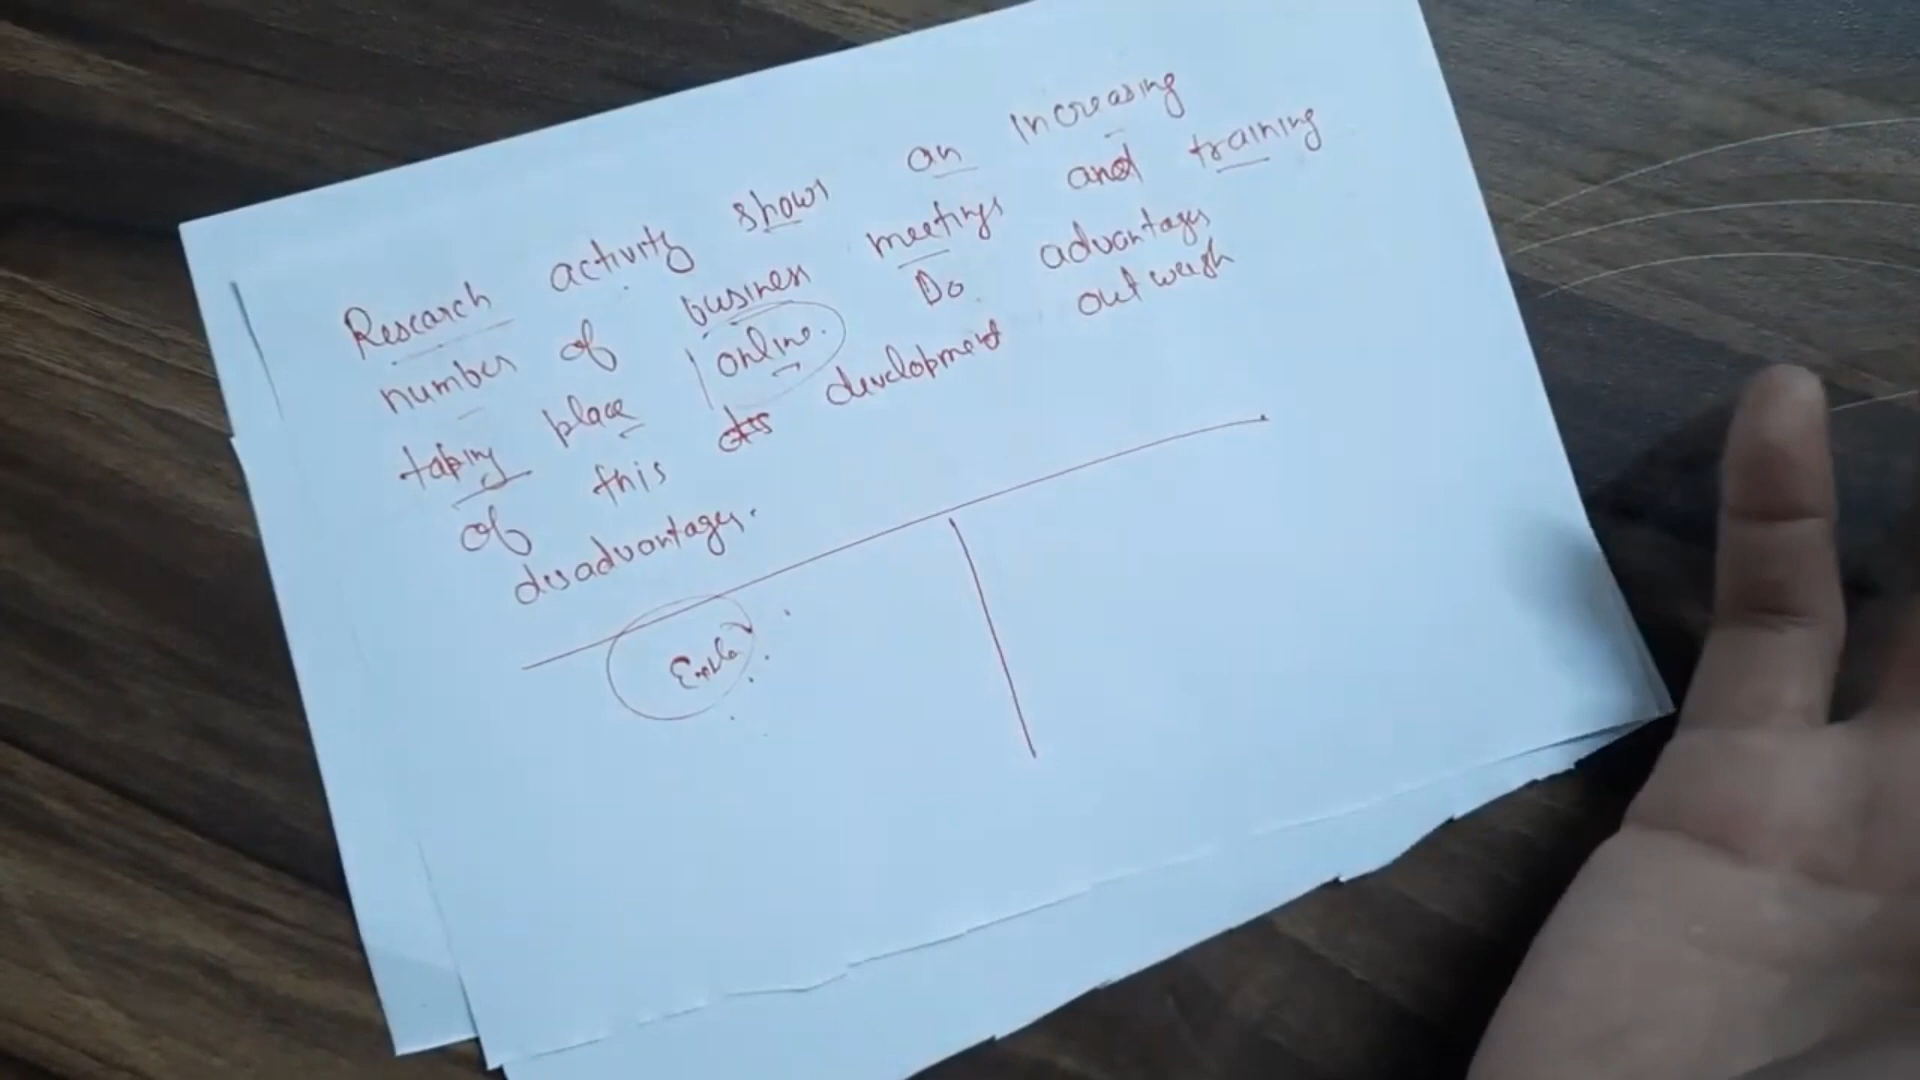 Research activity shows an increasing
number of business meetings and training
taking place online. Do advantages
of this development outweigh
disadvantages.